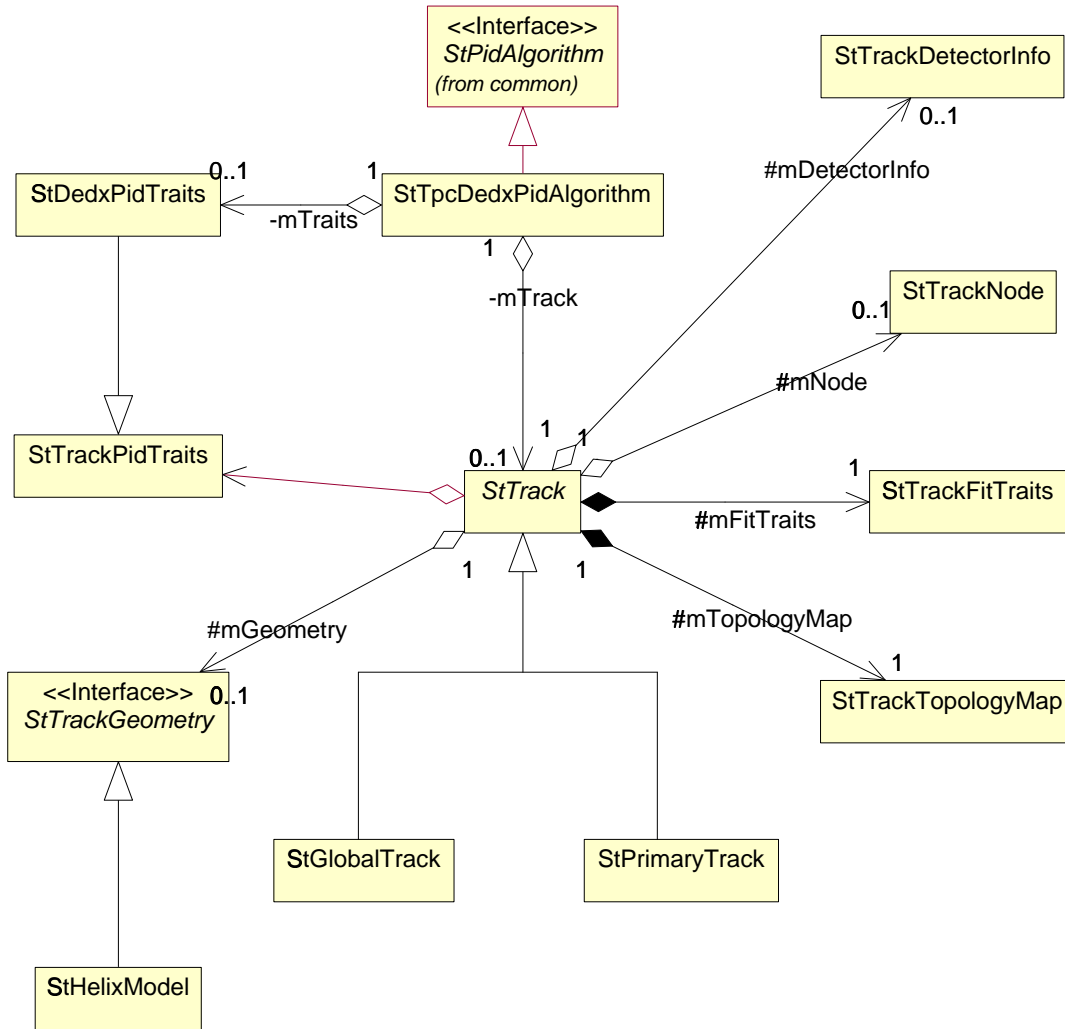 <<Interface>>
StPidAlgorithm
(from common)
StTrackDetectorInfo
0..1
#mDetectorInfo
0..1
1
StDedxPidTraits
StTpcDedxPidAlgorithm
-mTraits
1
-mTrack
StTrackNode
0..1
#mNode
1
1
StTrackPidTraits
0..1
StTrack
1
StTrackFitTraits
#mFitTraits
1
1
#mTopologyMap
#mGeometry
1
<<Interface>>
0..1
StTrackGeometry
StTrackTopologyMap
StGlobalTrack
StPrimaryTrack
StHelixModel